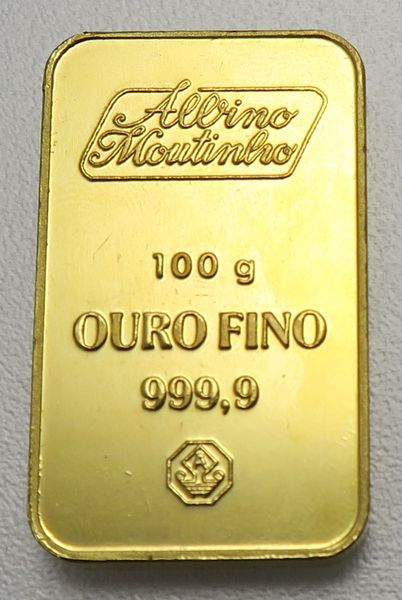 Albino
Moutinho
100 g
OURO FINO
999,9
A